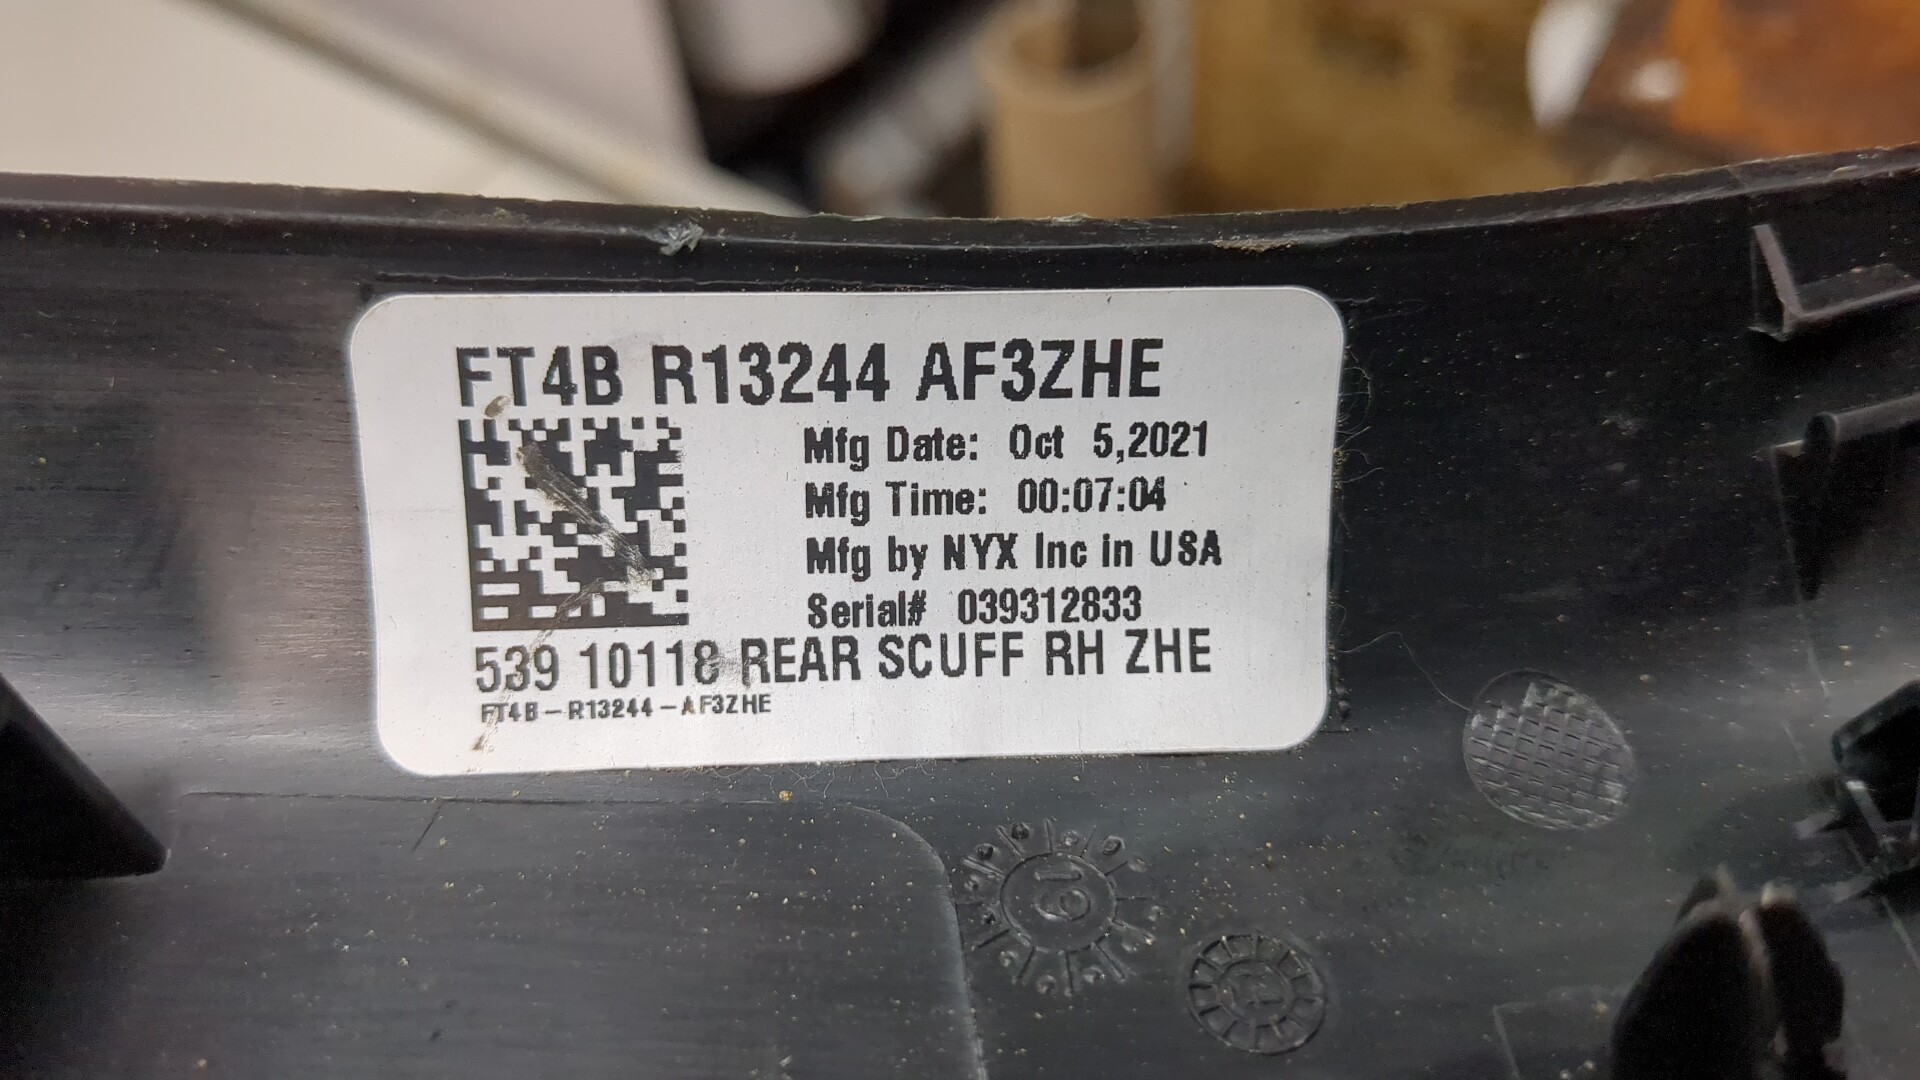 FT4B R13244 AF3ZHE
Mfg Date: Oct 5,2021
Mfg Time: 00:07:04
Mfg by NYX Inc in USA
Serial# 039312833
539 10118 REAR SCUFF RH ZHE
FT4B-R13244-AF3ZHE
19